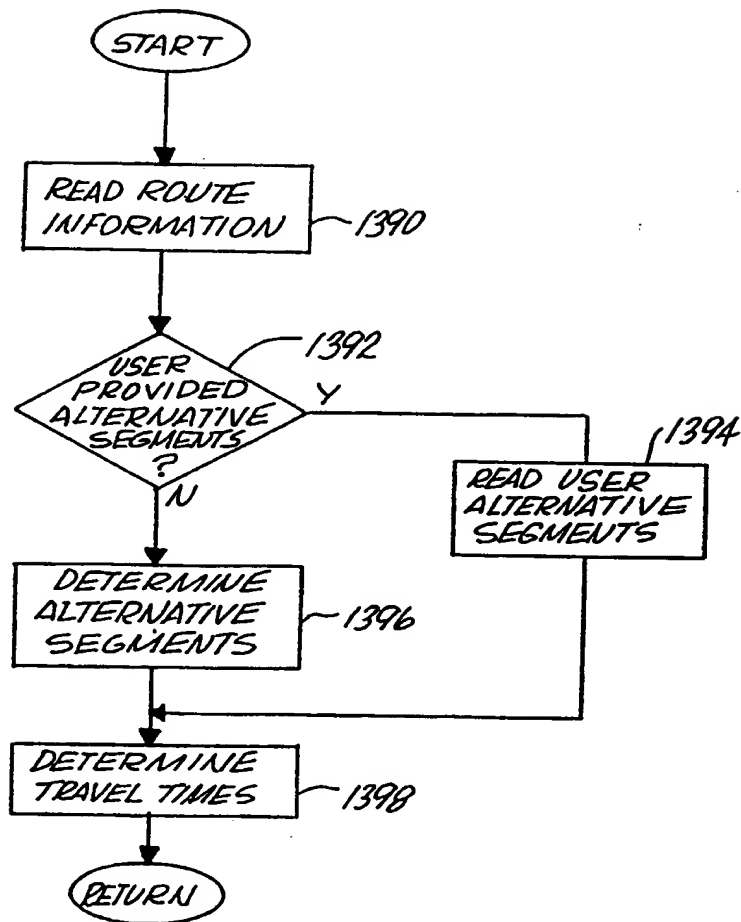 START
READ ROUTE
INFORMATION
1390
1392
USER
PROVIDED
ALTERNATIVE
SEGMENTS
?
Y
N
1394
READ USER
ALTERNATIVE
SEGMENTS
DETERMINE
ALTERNATIVE
SEGMENTS
1396
DETERMINE
TRAVEL TIMES
1398
RETURN